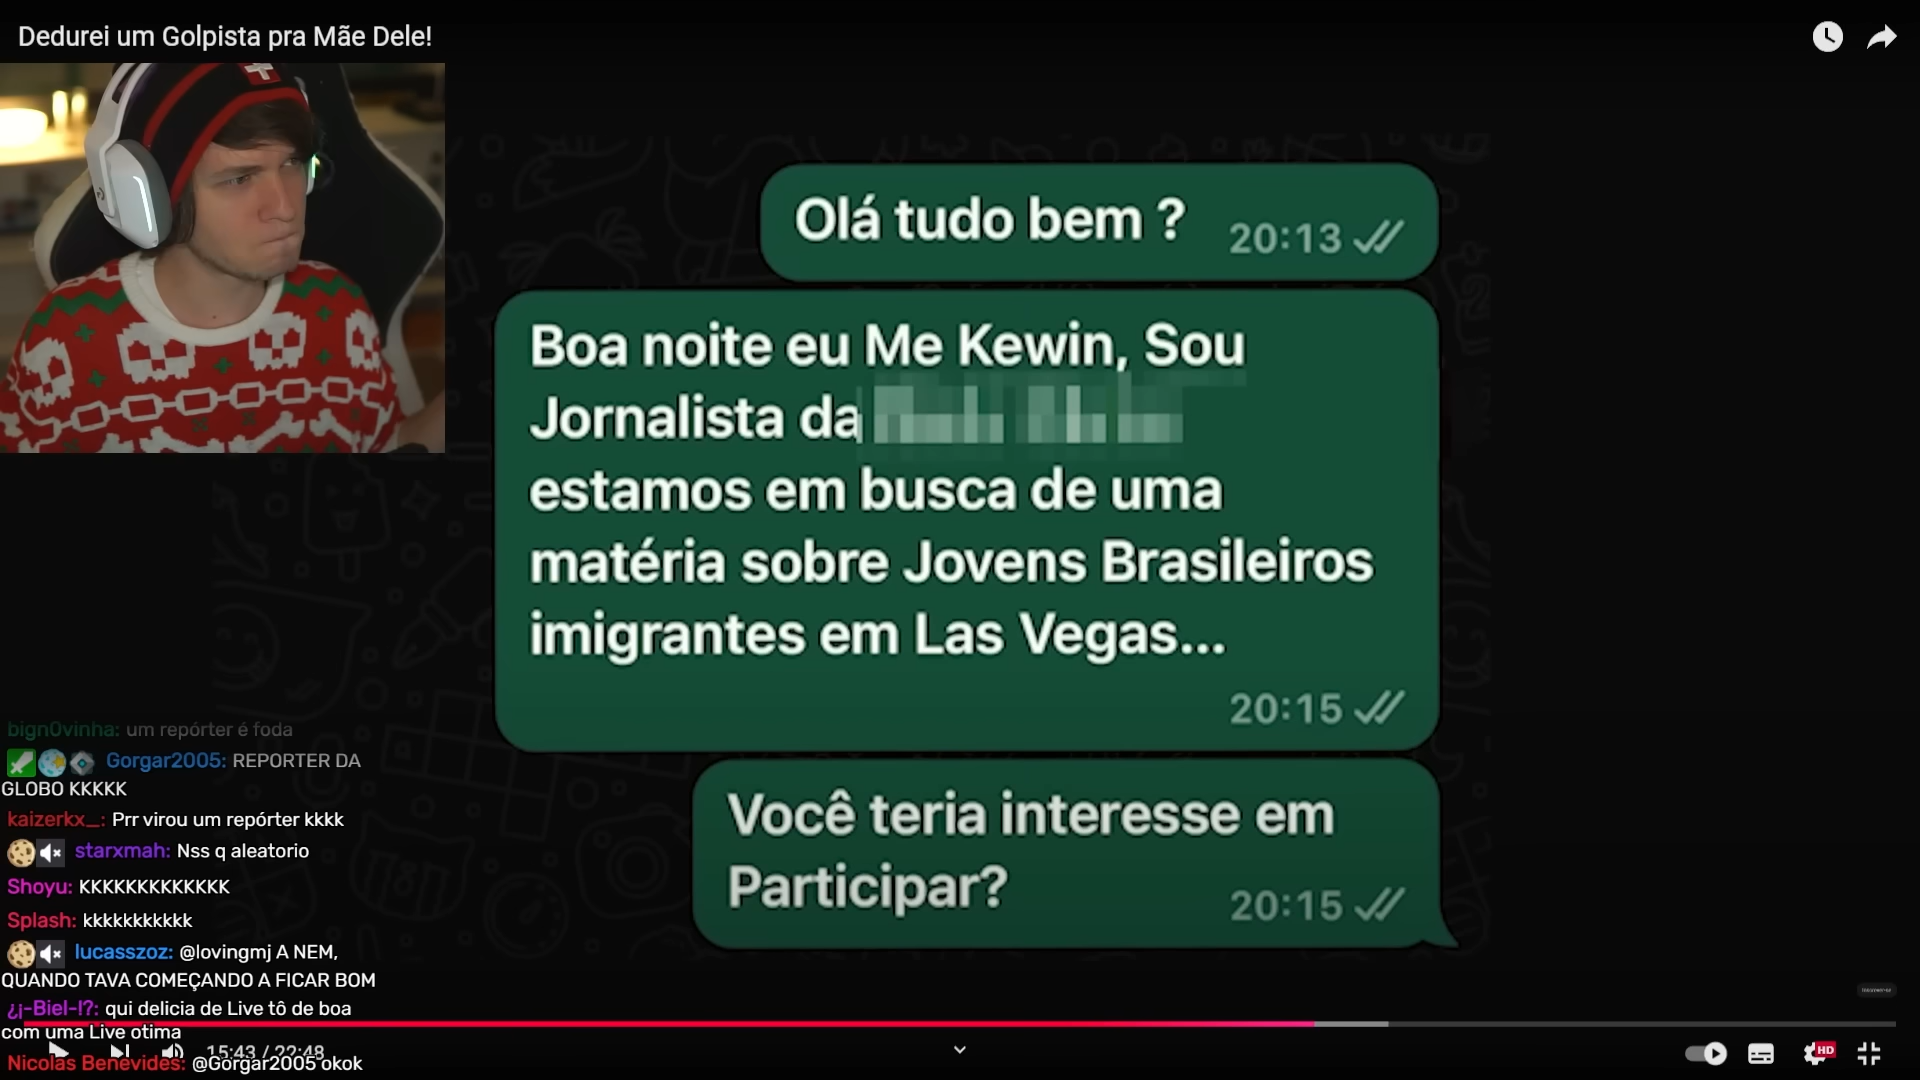 Dedurei um Golpista pra Mãe Dele!
Olá tudo bem ? 20:13
Boa noite eu Me Kewin, Sou
Jornalista da
estamos em busca de uma
matéria sobre Jovens Brasileiros
imigrantes em Las Vegas...
20:15
Você teria interesse em
Participar? 20:15
bign0vinha: um repórter é foda
Gorgar2005: REPORTER DA
GLOBO KKKKK
kaizerkx_: Prr virou um repórter kkkk
starxmah: Nss q aleatorio
Shoyu: KKKKKKKKKKKKK
Splash: kkkkkkkkkkk
lucasszoz: @lovingmj A NEM,
QUANDO TAVA COMEÇANDO A FICAR BOM
¿¡-Biel-!?: qui delicia de Live tô de boa
com uma Live otima
15:43 / 22:48
Nicolas Benevides: @Gorgar2005 okok
HD